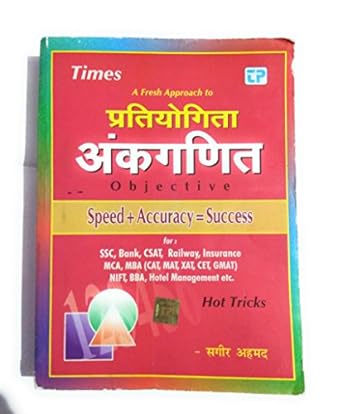 Times
TP
A Fresh Approach to
प्रतियोगिता
अंकगणित
Objective
Speed + Accuracy = Success
for :
SSC, Bank, CSAT, Railway, Insurance
MCA, MBA (CAT, MAT, XAT, CET, GMAT)
NIFT, BBA, Hotel Management etc.
Hot Tricks
- सगीर अहमद